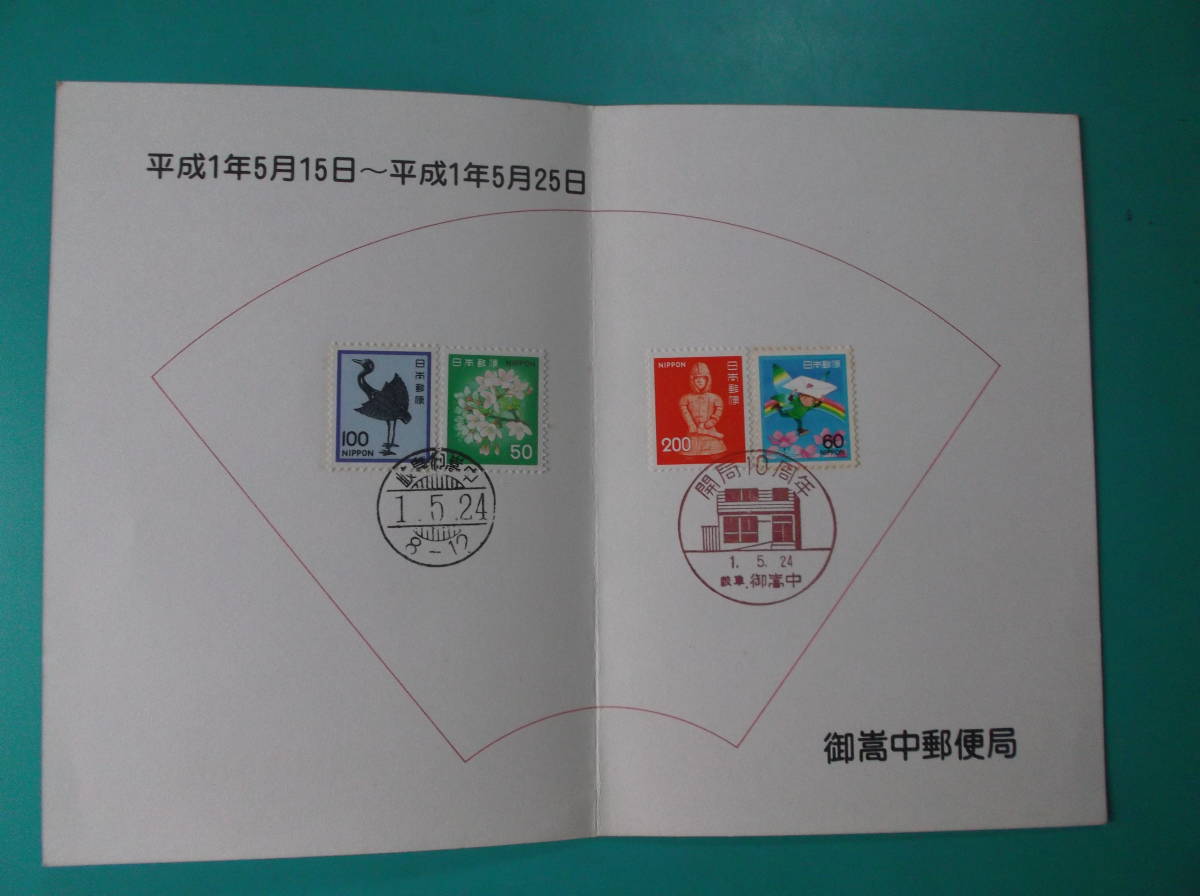 平成1年5月15日～平成1年5月25日
日本郵便
100
NIPPON
日本郵便 NIPPON
50
NIPPON
日本郵便
200
日本郵便
60
NIPPON
1.5.24
8-12
開局10周年
1. 5. 24
岐阜.御嵩中
御嵩中郵便局